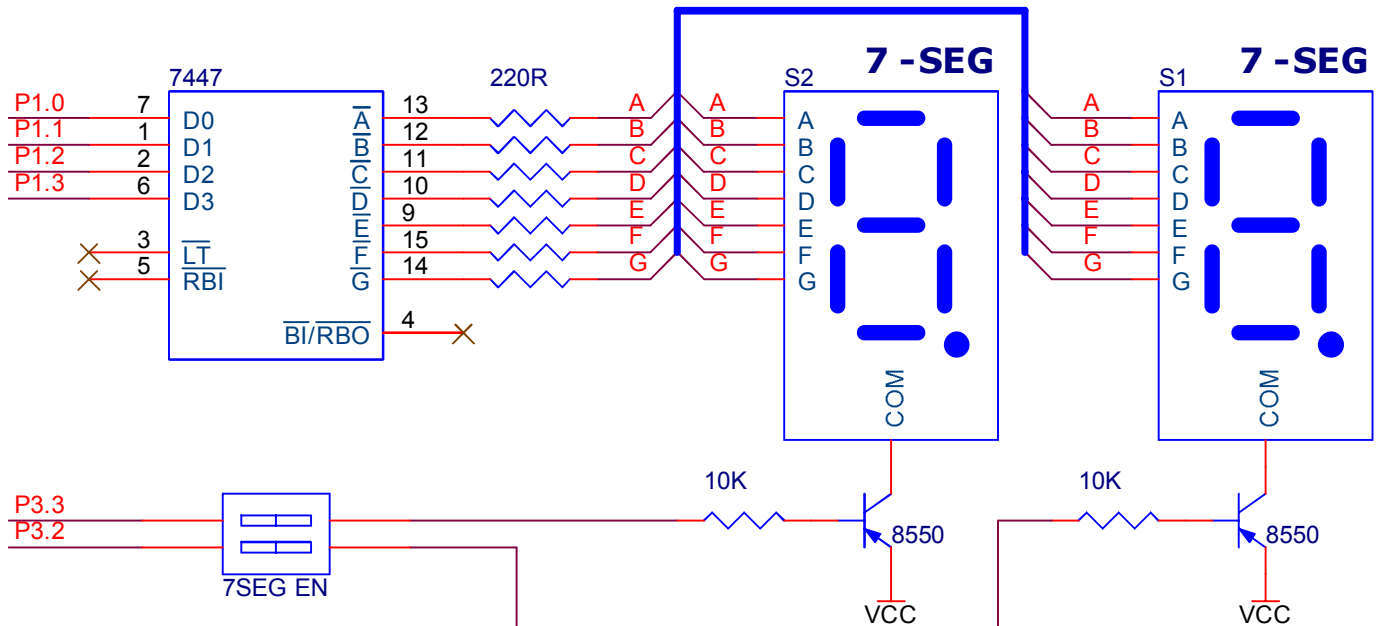 7 -SEG 7 -SEG
7447 220R S2 S1
P1.0 7 D0 A 13 A A A A A
P1.1 1 D1 B 12 B B B B B
P1.2 2 D2 C 11 C C C C C
P1.3 6 D3 D 10 D D D D D
E 9 E E E E E
3 LT F 15 F F F F F
5 RBI G 14 G G G G G
BI/RBO 4
COM COM
10K 10K
P3.3
P3.2
8550 8550
7SEG EN
VCC VCC